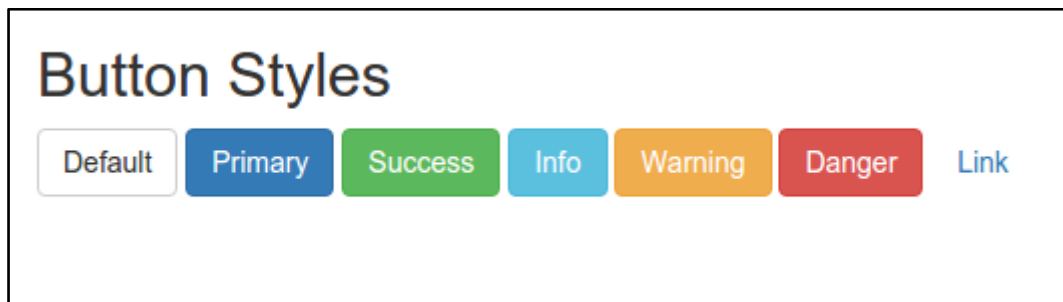 Button Styles
Default Primary Success Info Warning Danger Link